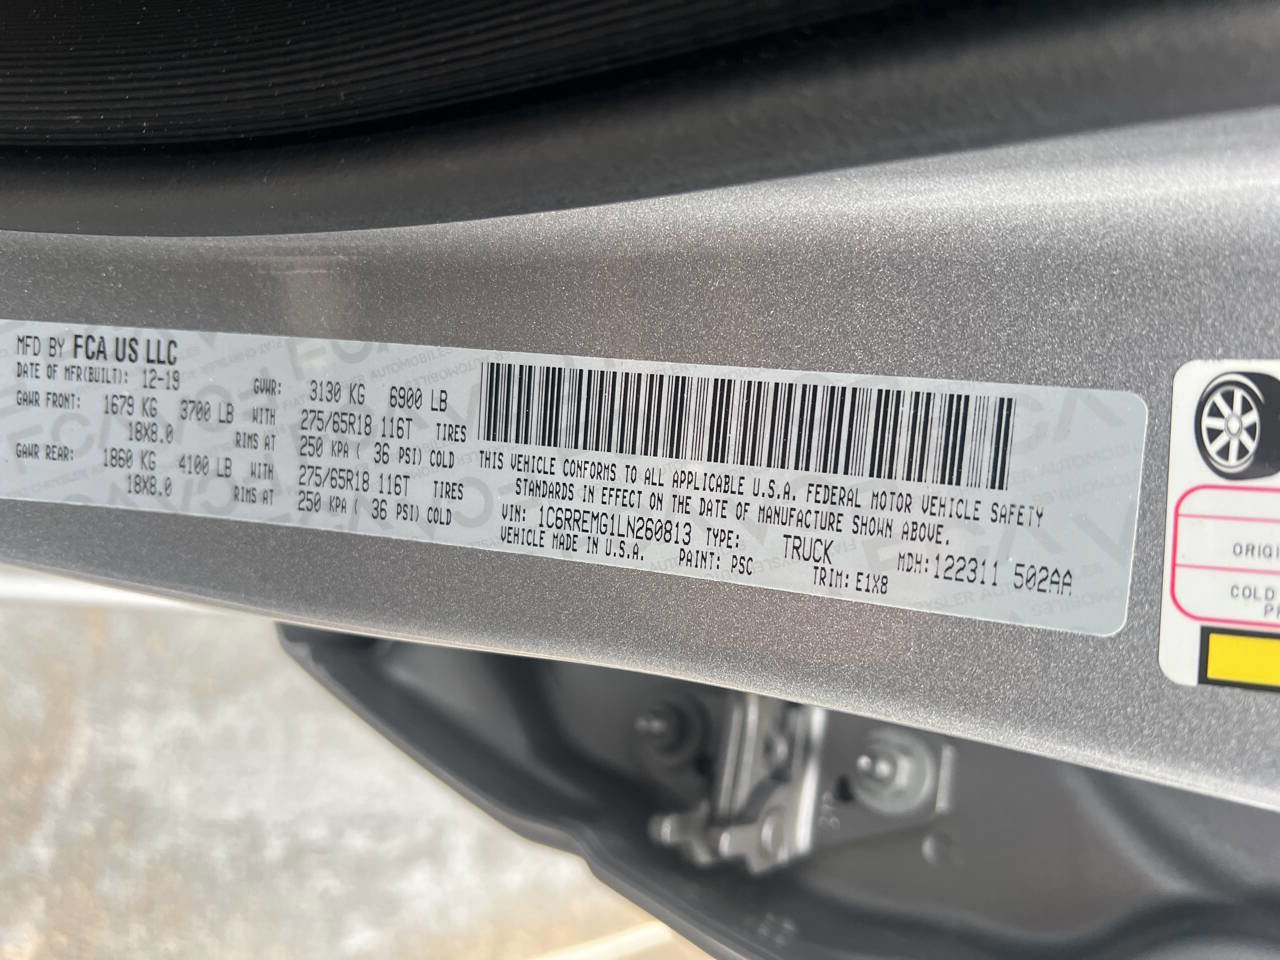 MFD BY FCA US LLC
DATE OF MFR(BUILT): 12-19 GVWR: 3130 KG 6900 LB
GAWR FRONT: 1679 KG 3700 LB WITH 275/65R18 116T TIRES
18X8.0 RIMS AT 250 KPA ( 36 PSI) COLD
GAWR REAR: 1860 KG 4100 LB WITH 275/65R18 116T TIRES
18X8.0 RIMS AT 250 KPA ( 36 PSI) COLD
THIS VEHICLE CONFORMS TO ALL APPLICABLE U.S.A. FEDERAL MOTOR VEHICLE SAFETY
STANDARDS IN EFFECT ON THE DATE OF MANUFACTURE SHOWN ABOVE.
VIN: 1C6RREMG1LN260813 TYPE: TRUCK
VEHICLE MADE IN U.S.A. PAINT: PSC TRIM: E1X8 MDH: 122311 502AA
COLD